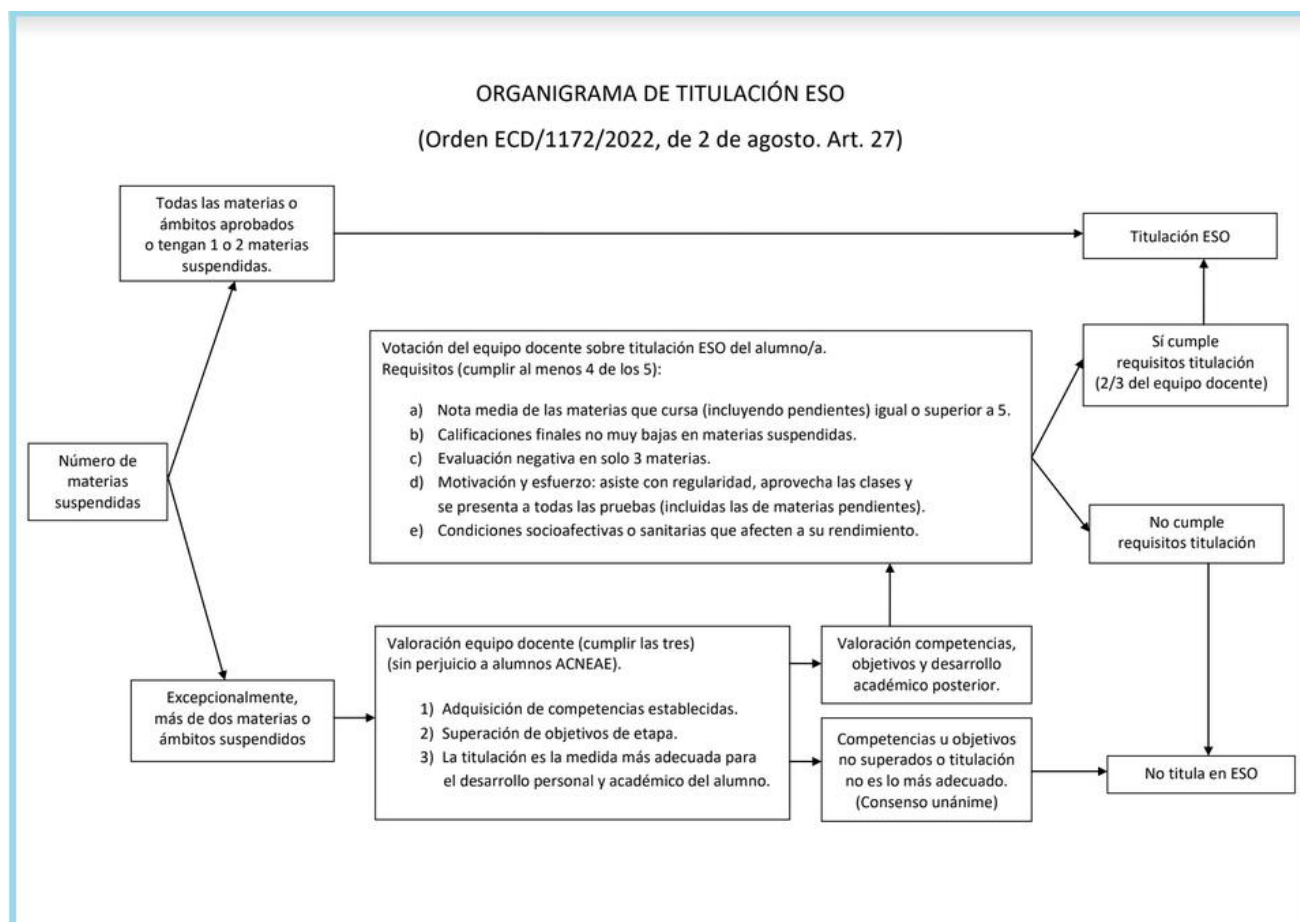 ORGANIGRAMA DE TITULACIÓN ESO
(Orden ECD/1172/2022, de 2 de agosto. Art. 27)
Todas las materias o
ámbitos aprobados
o tengan 1 o 2 materias
suspendidas.
Titulación ESO
Votación del equipo docente sobre titulación ESO del alumno/a.
Requisitos (cumplir al menos 4 de los 5):
a) Nota media de las materias que cursa (incluyendo pendientes) igual o superior a 5.
b) Calificaciones finales no muy bajas en materias suspendidas.
c) Evaluación negativa en solo 3 materias.
d) Motivación y esfuerzo: asiste con regularidad, aprovecha las clases y
se presenta a todas las pruebas (incluidas las de materias pendientes).
e) Condiciones socioafectivas o sanitarias que afecten a su rendimiento.
Sí cumple
requisitos titulación
(2/3 del equipo docente)
Número de
materias
suspendidas
No cumple
requisitos titulación
Excepcionalmente,
más de dos materias o
ámbitos suspendidos
Valoración equipo docente (cumplir las tres)
(sin perjuicio a alumnos ACNEAE).
1) Adquisición de competencias establecidas.
2) Superación de objetivos de etapa.
3) La titulación es la medida más adecuada para
el desarrollo personal y académico del alumno.
Valoración competencias,
objetivos y desarrollo
académico posterior.
Competencias u objetivos
no superados o titulación
no es lo más adecuado.
(Consenso unánime)
No titula en ESO